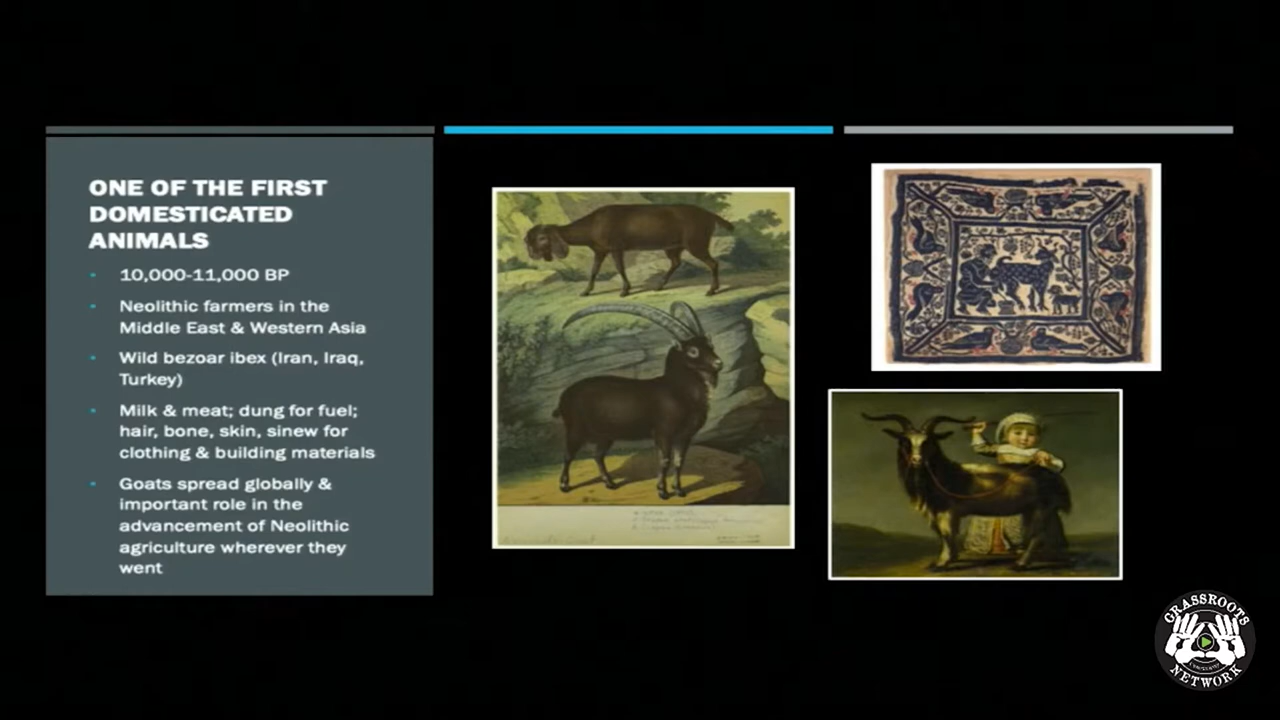 ONE OF THE FIRST
DOMESTICATED
ANIMALS
• 10,000-11,000 BP
• Neolithic farmers in the
Middle East & Western Asia
• Wild bezoar ibex (Iran, Iraq,
Turkey)
• Milk & meat; dung for fuel;
hair, bone, skin, sinew for
clothing & building materials
• Goats spread globally &
important role in the
advancement of Neolithic
agriculture wherever they
went
GRASSROOTS
NETWORK